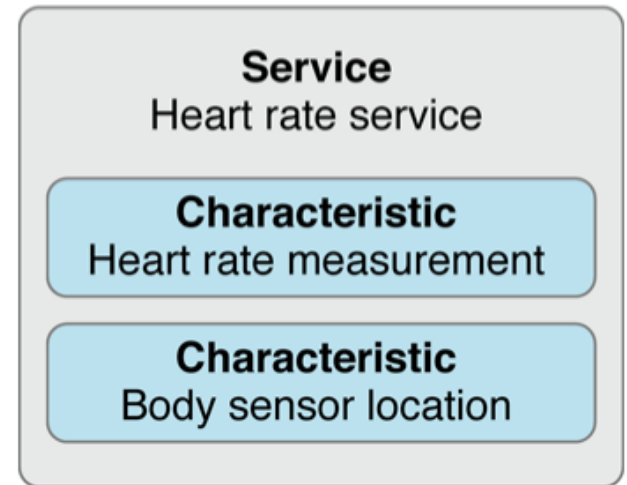 Service
Heart rate service
Characteristic
Heart rate measurement
Characteristic
Body sensor location